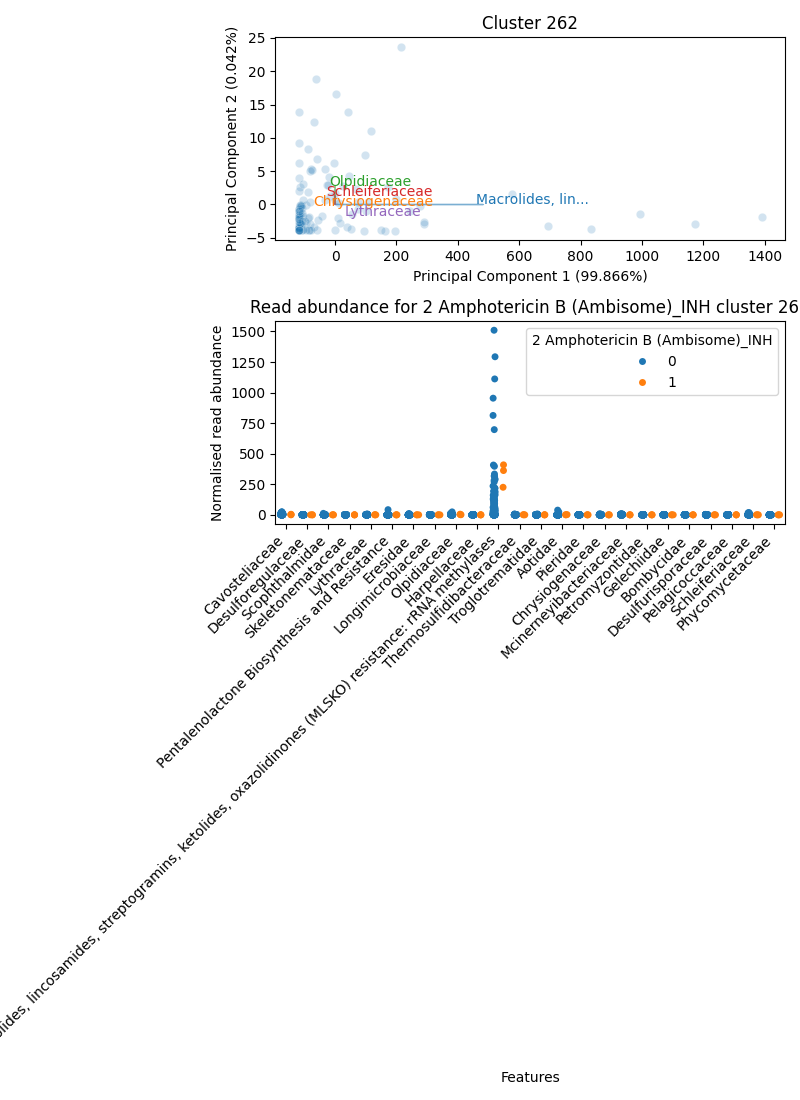 Cluster 262
Principal Component 2 (0.042%)
25
20
15
10
5
0
−5
Olpidiaceae
Schleiferiaceae
Chrysiogenaceae
Lythraceae
Macrolides, lin...
0 200 400 600 800 1000 1200 1400
Principal Component 1 (99.866%)
Read abundance for 2 Amphotericin B (Ambisome)_INH cluster 26
Normalised read abundance
1500
1250
1000
750
500
250
0
2 Amphotericin B (Ambisome)_INH
0
1
Cavosteliaceae
Desulforegulaceae
Scophthalmidae
Skeletonemataceae
Lythraceae
Pentalenolactone Biosynthesis and Resistance
Eresidae
Longimicrobiaceae
Olpidiaceae
Harpellaceae
lides, lincosamides, streptogramins, ketolides, oxazolidinones (MLSKO) resistance: rRNA methylases
Thermosulfidibacteraceae
Troglotrematidae
Aotidae
Pieridae
Chrysiogenaceae
Mcinerneyibacteriaceae
Petromyzontidae
Gelechiidae
Bombycidae
Desulfurisporaceae
Pelagicoccaceae
Schleiferiaceae
Phycomycetaceae
Features